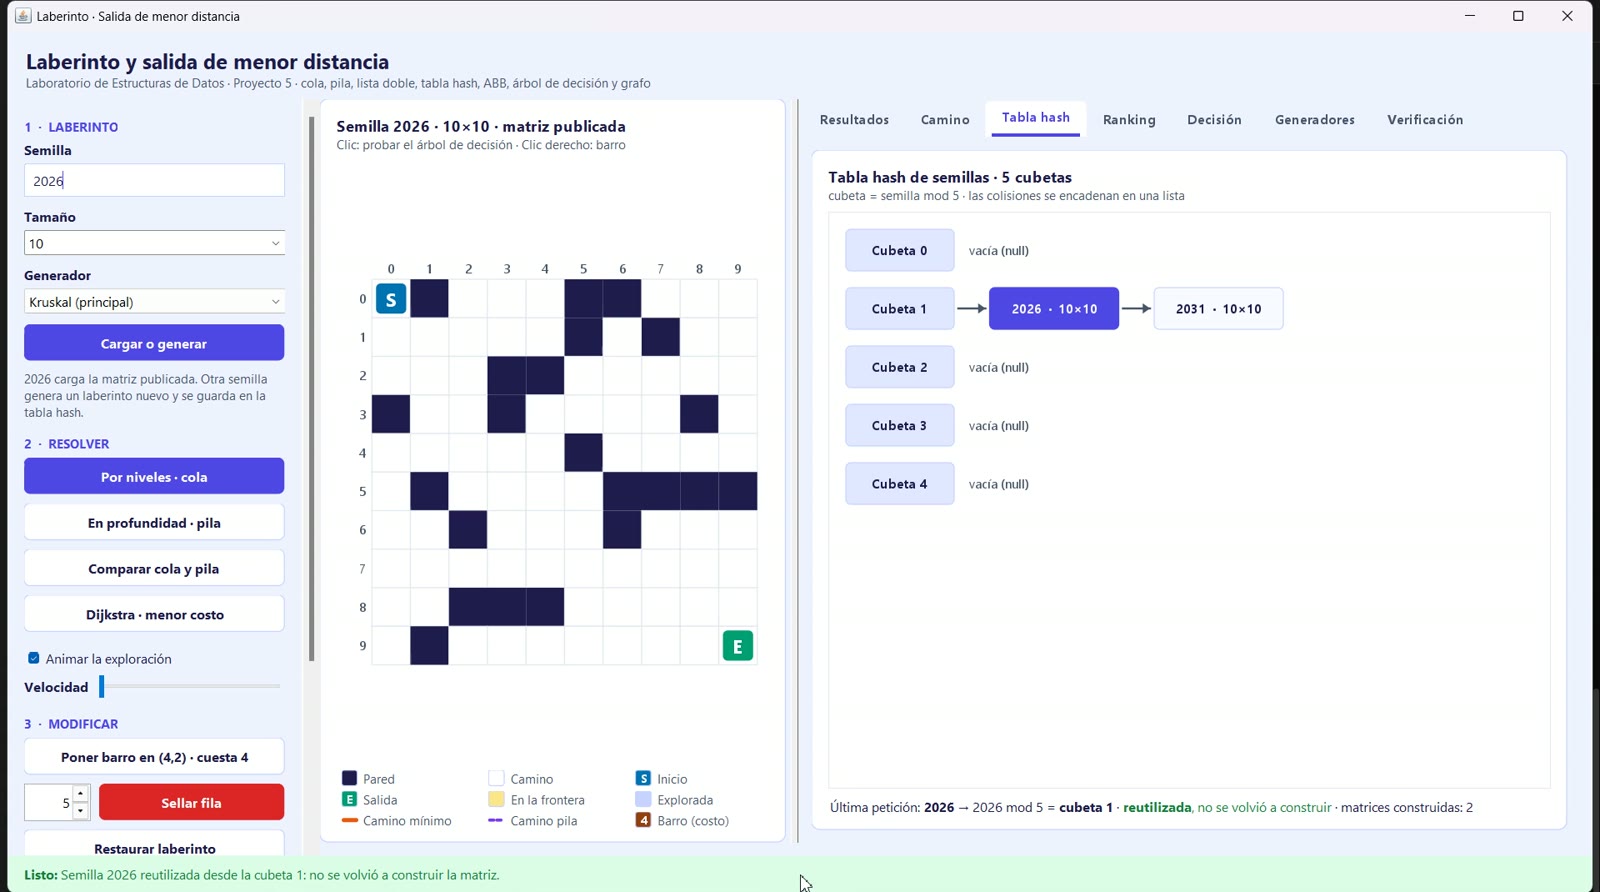 Laberinto · Salida de menor distancia
Laberinto y salida de menor distancia
Laboratorio de Estructuras de Datos · Proyecto 5 · cola, pila, lista doble, tabla hash, ABB, árbol de decisión y grafo
1 · LABERINTO
Semilla
2026
Tamaño
10
Generador
Kruskal (principal)
Cargar o generar
2026 carga la matriz publicada. Otra semilla
genera un laberinto nuevo y se guarda en la
tabla hash.
2 · RESOLVER
Por niveles · cola
En profundidad · pila
Comparar cola y pila
Dijkstra · menor costo
Animar la exploración
Velocidad
3 · MODIFICAR
Poner barro en (4,2) · cuesta 4
5
Sellar fila
Restaurar laberinto
Semilla 2026 · 10×10 · matriz publicada
Clic: probar el árbol de decisión · Clic derecho: barro
0 1 2 3 4 5 6 7 8 9
0 S
1
2
3
4
5
6
7
8
9 E
Pared
Camino
S Inicio
E Salida
En la frontera
Explorada
Camino mínimo
Camino pila
4 Barro (costo)
Resultados Camino Tabla hash Ranking Decisión Generadores Verificación
Tabla hash de semillas · 5 cubetas
cubeta = semilla mod 5 · las colisiones se encadenan en una lista
Cubeta 0 vacía (null)
Cubeta 1 2026 · 10×10 2031 · 10×10
Cubeta 2 vacía (null)
Cubeta 3 vacía (null)
Cubeta 4 vacía (null)
Última petición: 2026 → 2026 mod 5 = cubeta 1 · reutilizada, no se volvió a construir · matrices construidas: 2
Listo: Semilla 2026 reutilizada desde la cubeta 1: no se volvió a construir la matriz.